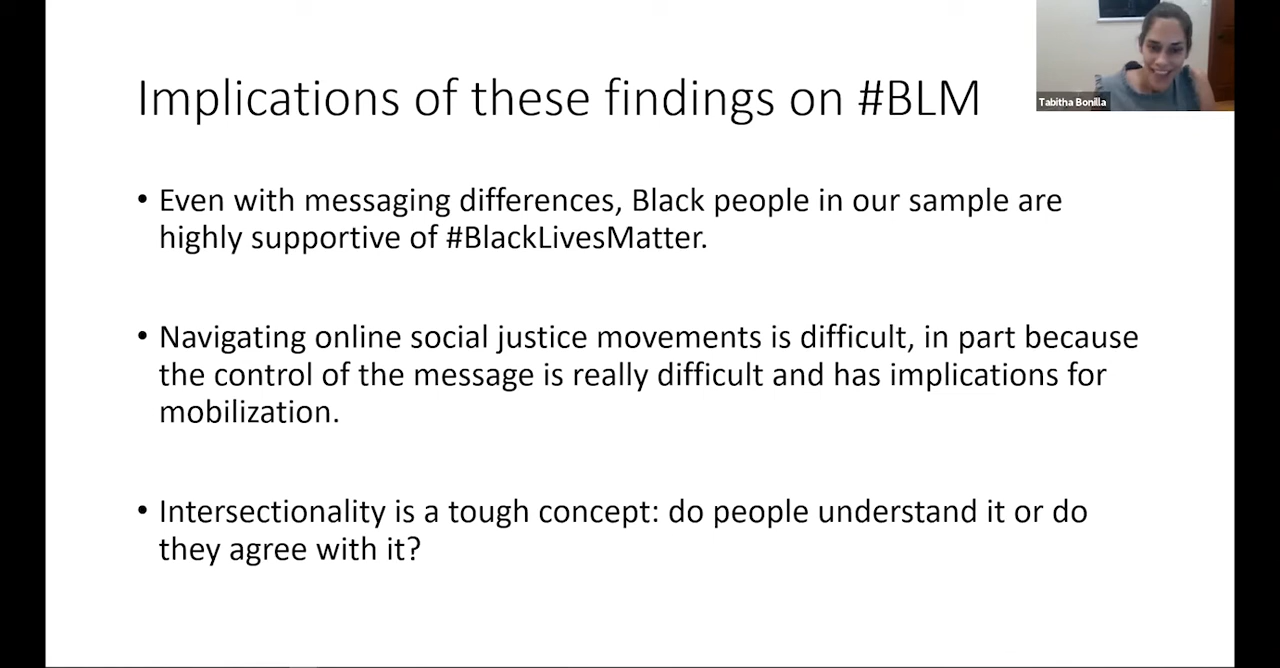 Implications of these findings on #BLM
Tabitha Bonilla
• Even with messaging differences, Black people in our sample are
highly supportive of #BlackLivesMatter.
• Navigating online social justice movements is difficult, in part because
the control of the message is really difficult and has implications for
mobilization.
• Intersectionality is a tough concept: do people understand it or do
they agree with it?